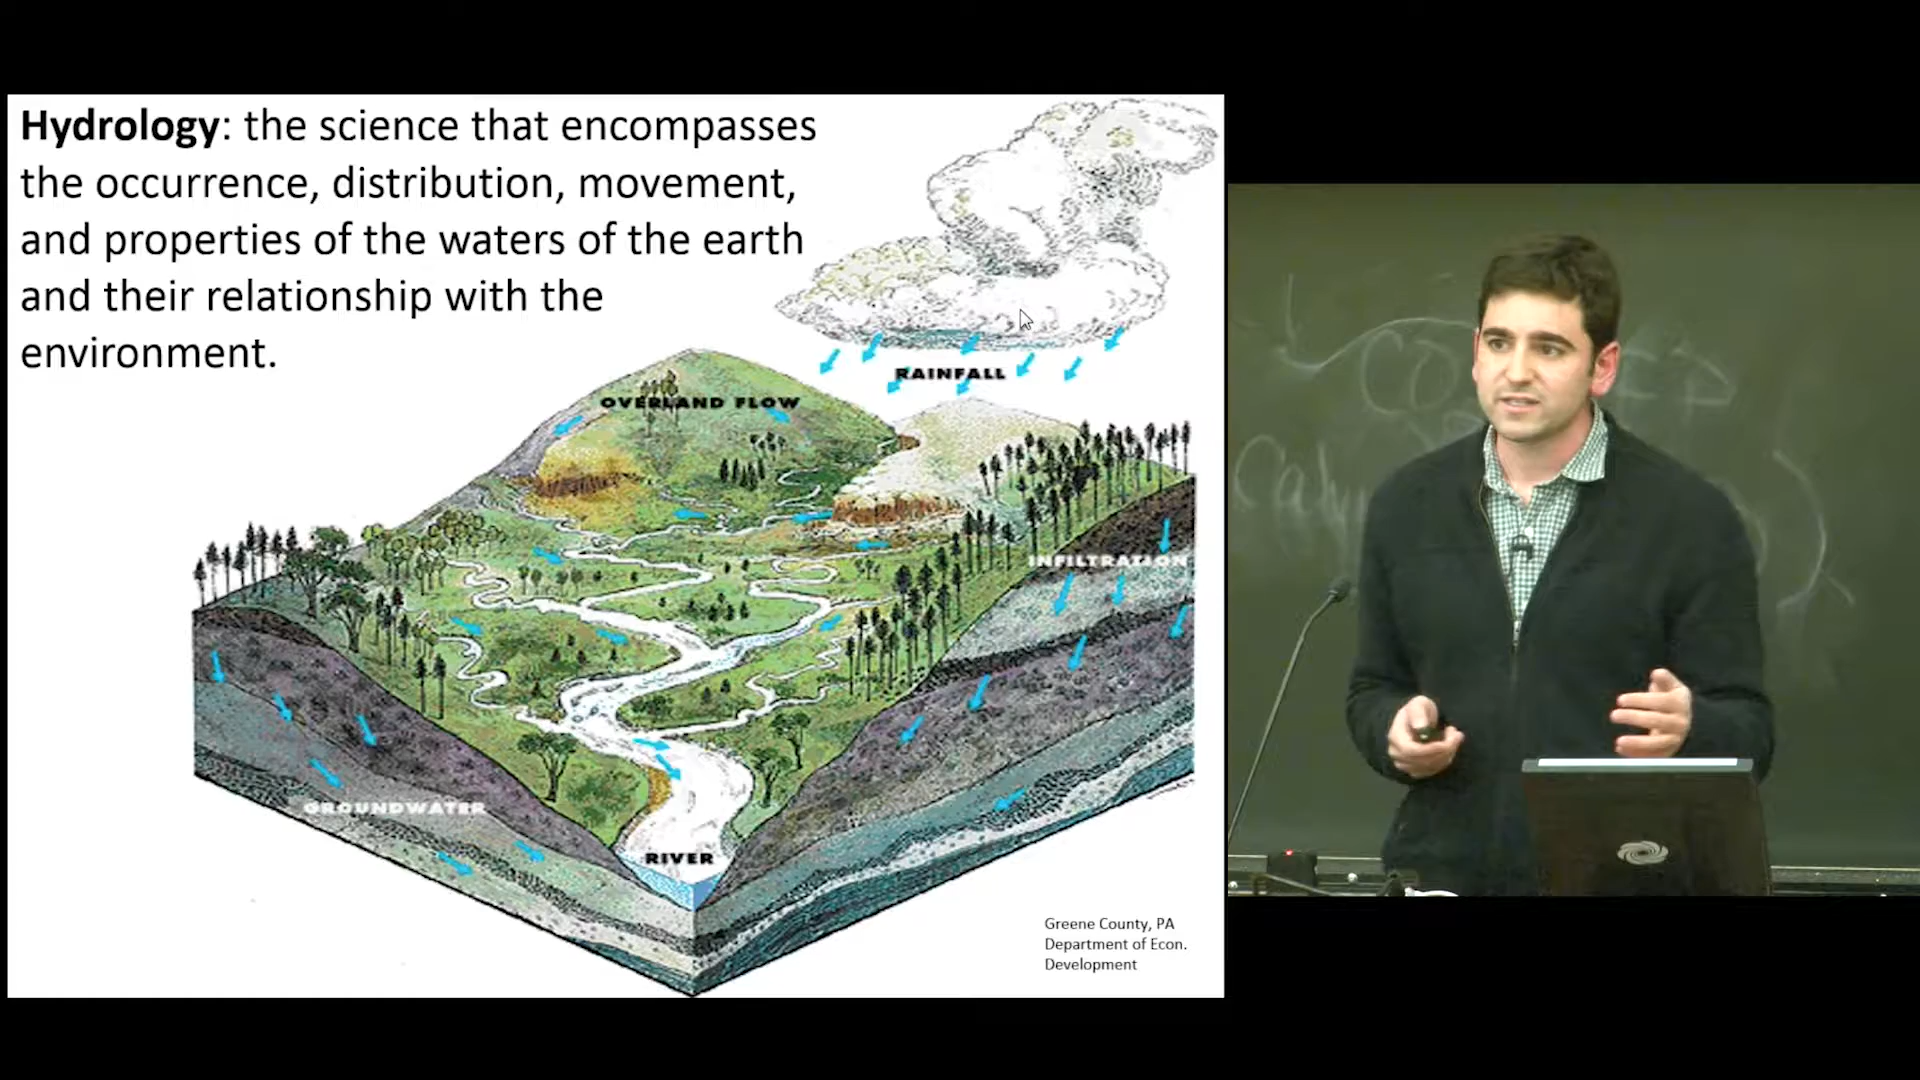 Hydrology: the science that encompasses
the occurrence, distribution, movement,
and properties of the waters of the earth
and their relationship with the
environment.
RAINFALL
OVERLAND FLOW
INFILTRATION
GROUNDWATER
RIVER
Greene County, PA
Department of Econ.
Development